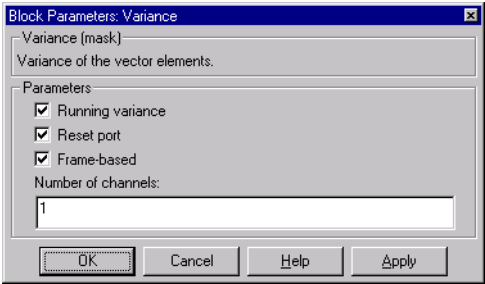 Block Parameters: Variance
Variance (mask)
Variance of the vector elements.
Parameters
Running variance
Reset port
Frame-based
Number of channels:
1
OK Cancel Help Apply